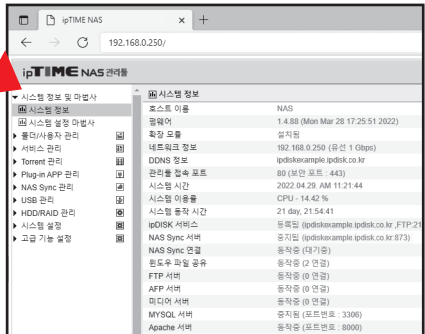 ipTIME NAS
192.168.0.250/
ipTIME NAS 관리툴
시스템 정보 및 마법사
시스템 정보
시스템 설정 마법사
폴더/사용자 관리
서비스 관리
Torrent 관리
Plug-in APP 관리
NAS Sync 관리
USB 관리
HDD/RAID 관리
시스템 설정
고급 기능 설정
시스템 정보
호스트 이름 NAS
펌웨어 1.4.88 (Mon Mar 28 17:25:51 2022)
확장 모듈 설치됨
네트워크 정보 192.168.0.250 (유선 1 Gbps)
DDNS 정보 ipdiskexample.ipdisk.co.kr
관리툴 접속 포트 80 (보안 포트 : 443)
시스템 시간 2022.04.29. AM 11:21:44
시스템 이용률 CPU - 14.42 %
시스템 동작 시간 21 day, 21:54:41
ipDISK 서비스 등록됨 (ipdiskexample.ipdisk.co.kr ,FTP:21
NAS Sync 서버 중지됨 (ipdiskexample.ipdisk.co.kr:873)
NAS Sync 연결 동작중 (대기중)
윈도우 파일 공유 동작중 (2 연결)
FTP 서버 동작중 (0 연결)
AFP 서버 동작중 (0 연결)
미디어 서버 동작중 (0 연결)
MYSQL 서버 중지됨 (포트번호 : 3306)
Apache 서버 동작중 (포트번호 : 8000)